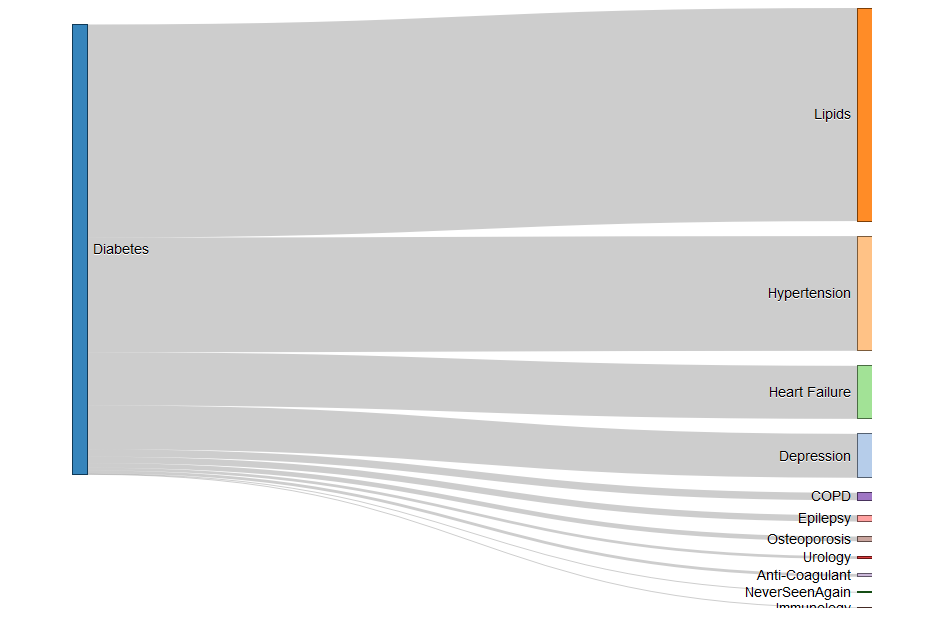 Lipids
Diabetes
Hypertension
Heart Failure
Depression
COPD
Epilepsy
Osteoporosis
Urology
Anti-Coagulant
NeverSeenAgain
Immunology